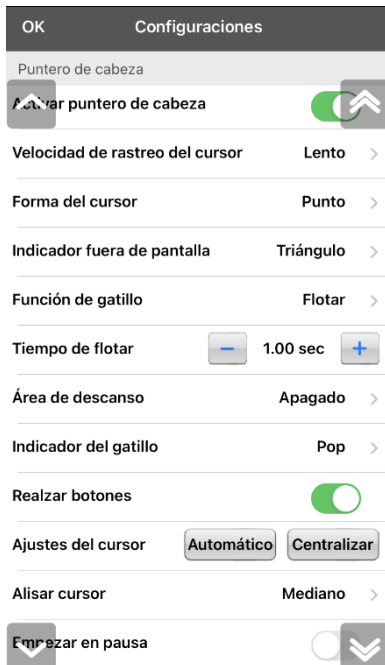 OK Configuraciones
Puntero de cabeza
Activar puntero de cabeza
Velocidad de rastreo del cursor Lento
Forma del cursor Punto
Indicador fuera de pantalla Triángulo
Función de gatillo Flotar
Tiempo de flotar − 1.00 sec +
Área de descanso Apagado
Indicador del gatillo Pop
Realzar botones
Ajustes del cursor Automático Centralizar
Alisar cursor Mediano
Empezar en pausa